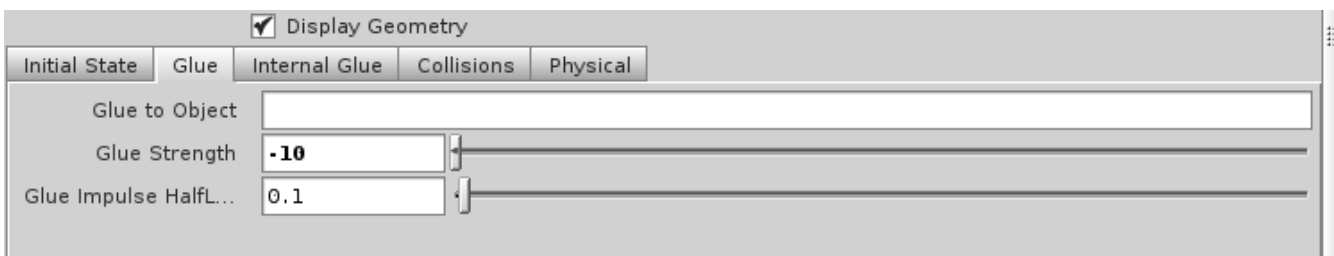 Display Geometry
Initial State Glue Internal Glue Collisions Physical
Glue to Object
Glue Strength -10
Glue Impulse HalfL... 0.1